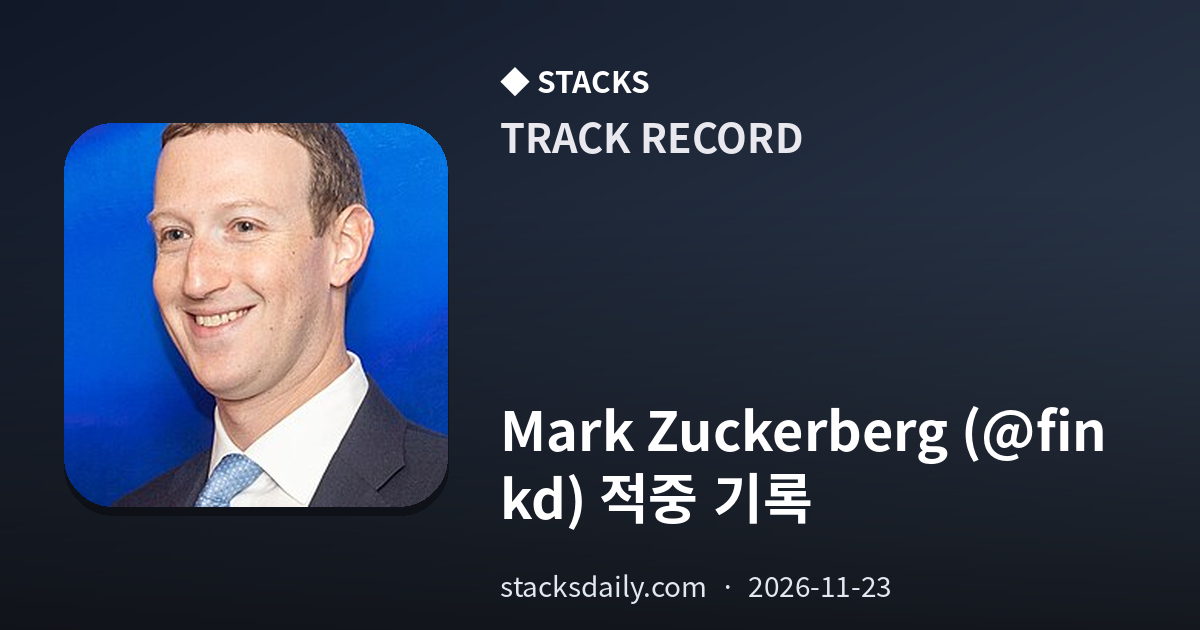 ◆ STACKS
TRACK RECORD
Mark Zuckerberg (@fin
kd) 적중 기록
stacksdaily.com · 2026-11-23